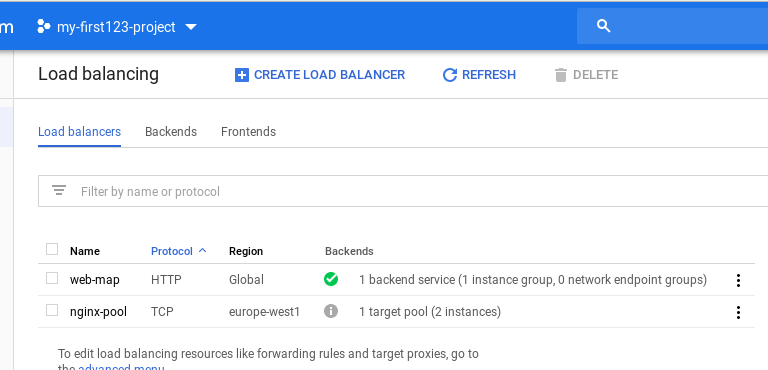 m my-first123-project
Load balancing CREATE LOAD BALANCER REFRESH DELETE
Load balancers Backends Frontends
Filter by name or protocol
Name Protocol Region Backends
web-map HTTP Global 1 backend service (1 instance group, 0 network endpoint groups)
nginx-pool TCP europe-west1 1 target pool (2 instances)
To edit load balancing resources like forwarding rules and target proxies, go to
the advanced menu.